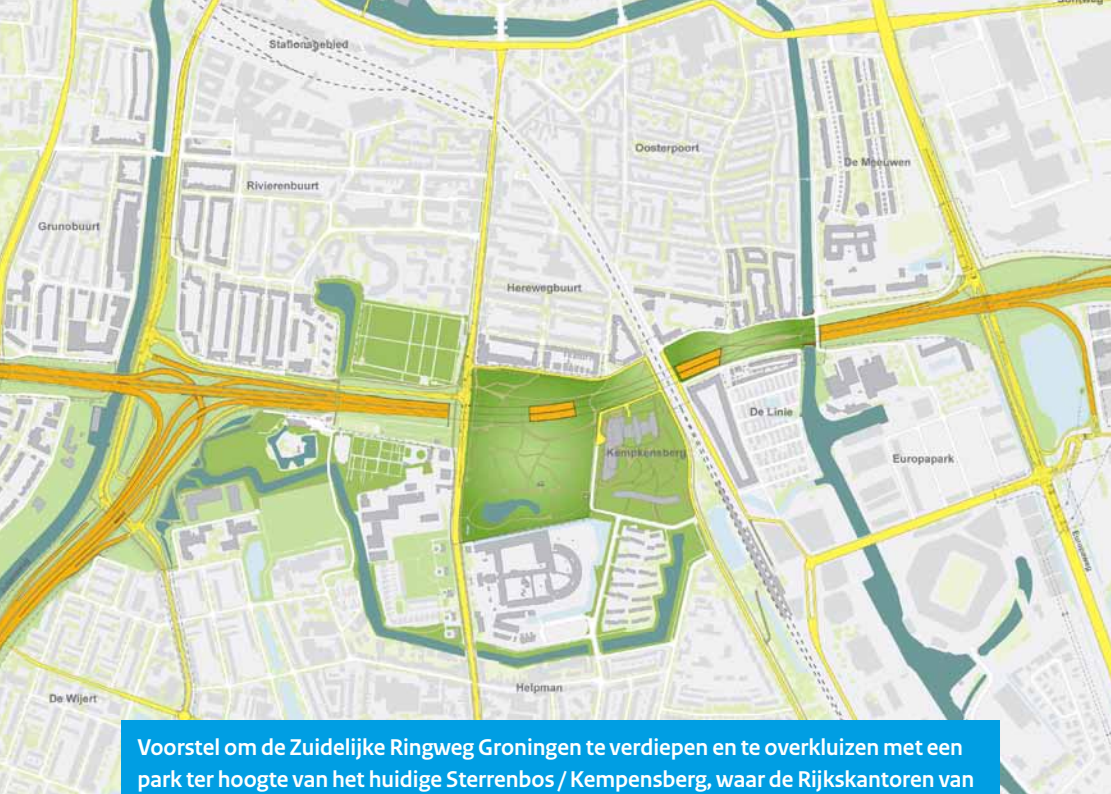 Stationsgebied
Oosterpoort
De Meeuwen
Rivierenbuurt
Grunobuurt
Herewegbuurt
De Linie
Kempkensberg
Europapark
De Wijert
Helpman
Voorstel om de Zuidelijke Ringweg Groningen te verdiepen en te overkluizen met een
park ter hoogte van het huidige Sterrenbos / Kempensberg, waar de Rijkskantoren van